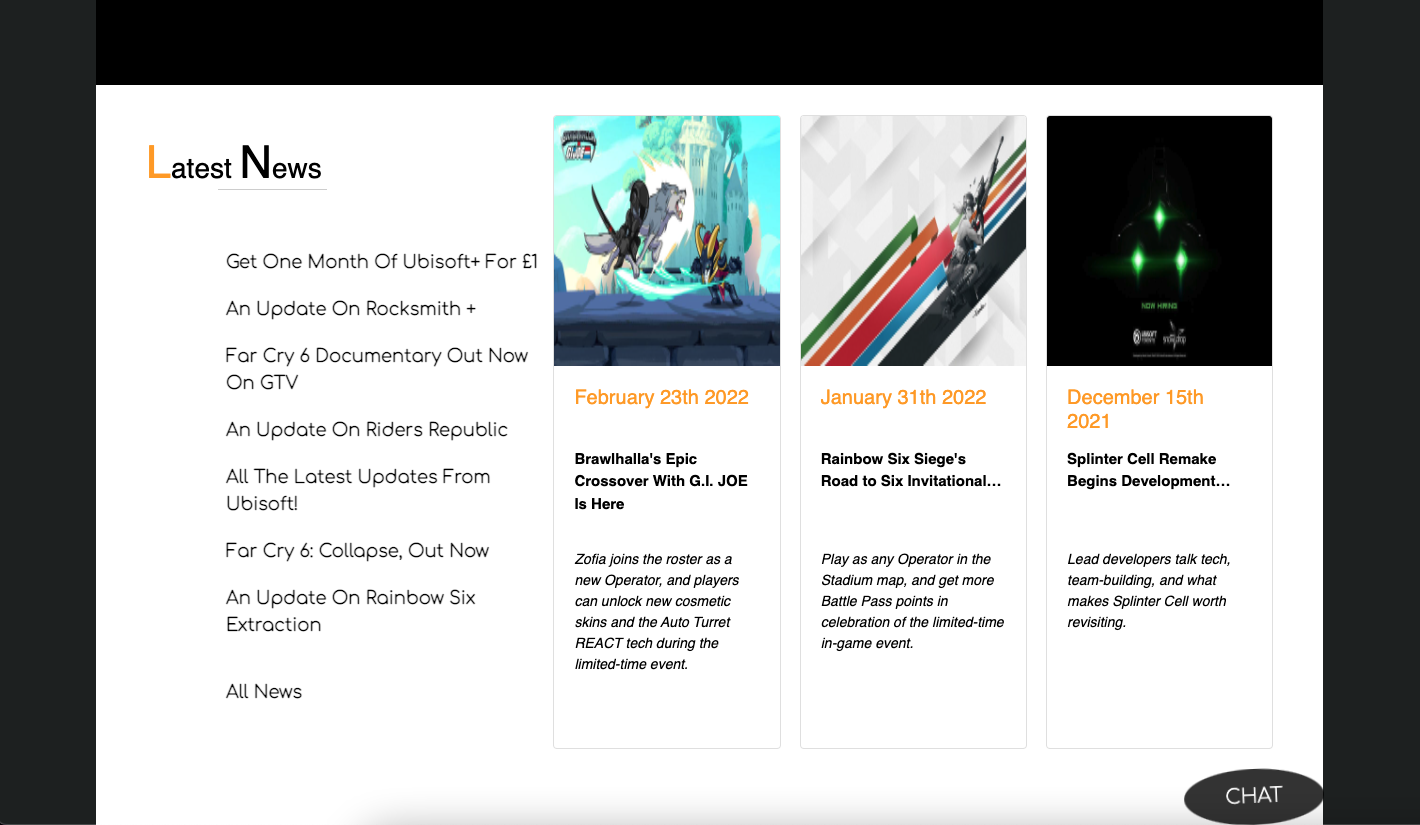 Latest News
Get One Month Of Ubisoft+ For £1
An Update On Rocksmith +
Far Cry 6 Documentary Out Now
On GTV
An Update On Riders Republic
All The Latest Updates From
Ubisoft!
Far Cry 6: Collapse, Out Now
An Update On Rainbow Six
Extraction
All News
February 23th 2022
Brawlhalla's Epic
Crossover With G.I. JOE
Is Here
Zofia joins the roster as a
new Operator, and players
can unlock new cosmetic
skins and the Auto Turret
REACT tech during the
limited-time event.
January 31th 2022
Rainbow Six Siege's
Road to Six Invitational...
Play as any Operator in the
Stadium map, and get more
Battle Pass points in
celebration of the limited-time
in-game event.
NOW HIRING
December 15th
2021
Splinter Cell Remake
Begins Development...
Lead developers talk tech,
team-building, and what
makes Splinter Cell worth
revisiting.
CHAT